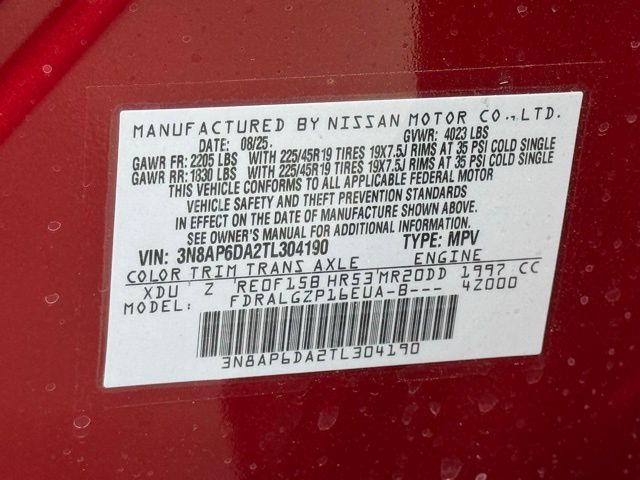 MANUFACTURED BY NISSAN MOTOR CO., LTD.
DATE: 08/25. GVWR: 4023 LBS
GAWR FR: 2205 LBS WITH 225/45R19 TIRES 19X7.5J RIMS AT 35 PSI COLD SINGLE
GAWR RR: 1830 LBS WITH 225/45R19 TIRES 19X7.5J RIMS AT 35 PSI COLD SINGLE
THIS VEHICLE CONFORMS TO ALL APPLICABLE FEDERAL MOTOR
VEHICLE SAFETY AND THEFT PREVENTION STANDARDS
IN EFFECT ON THE DATE OF MANUFACTURE SHOWN ABOVE.
SEE OWNER'S MANUAL FOR ADDITIONAL INFORMATION
VIN: 3N8AP6DA2TL304190 TYPE: MPV
COLOR TRIM TRANS AXLE ENGINE
XDU Z RE0F15B HR53 MR20DD 1997 CC
MODEL: FDRALGZP16EUA-B--- 4Z000
3N8AP6DA2TL304190